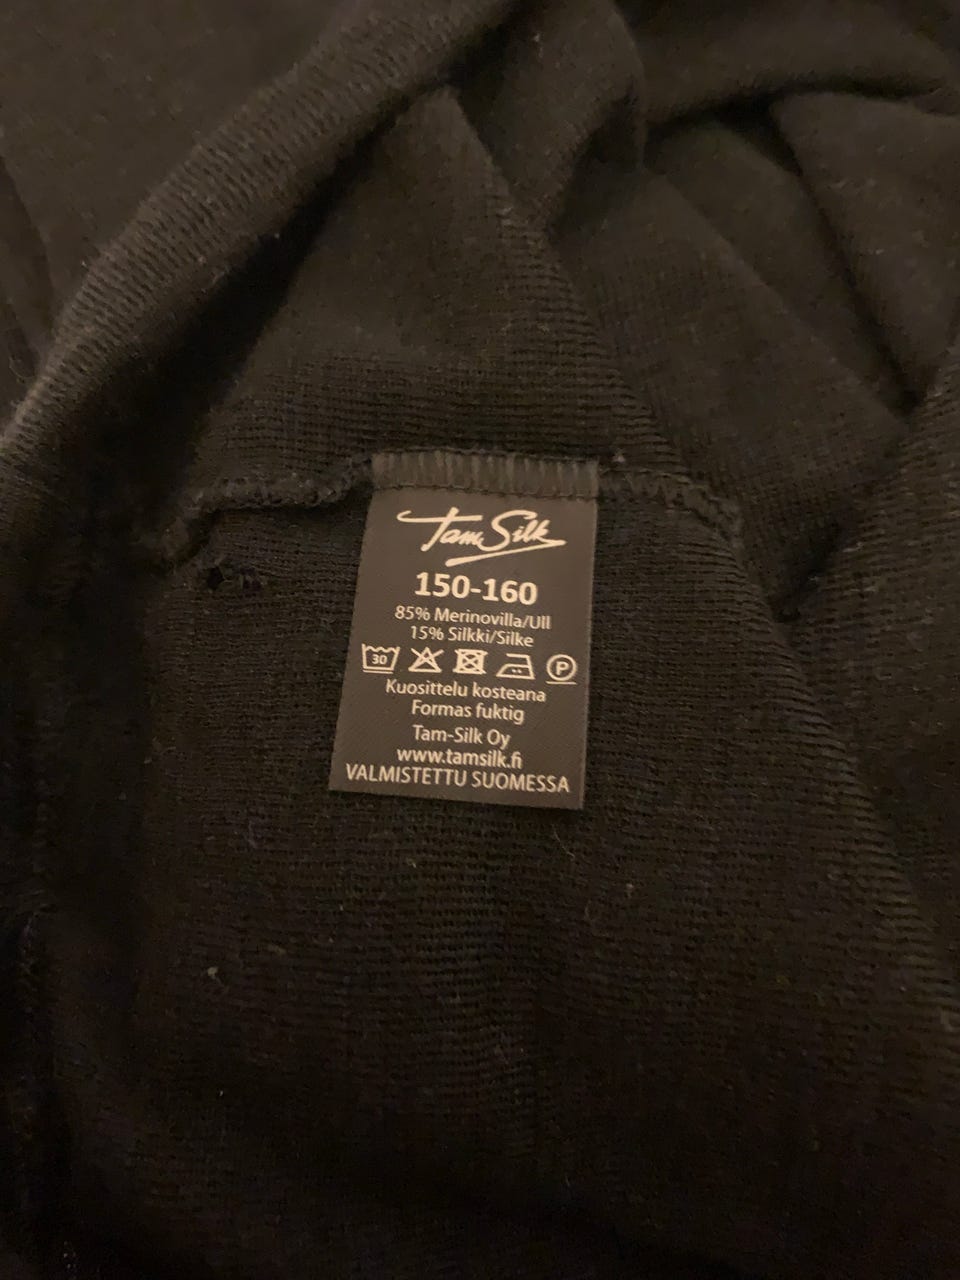 Tam Silk
150-160
85% Merinovilla/Ull
15% Silkki/Silke
30 P
Kuosittelu kosteana
Formas fuktig
Tam-Silk Oy
www.tamsilk.fi
VALMISTETTU SUOMESSA